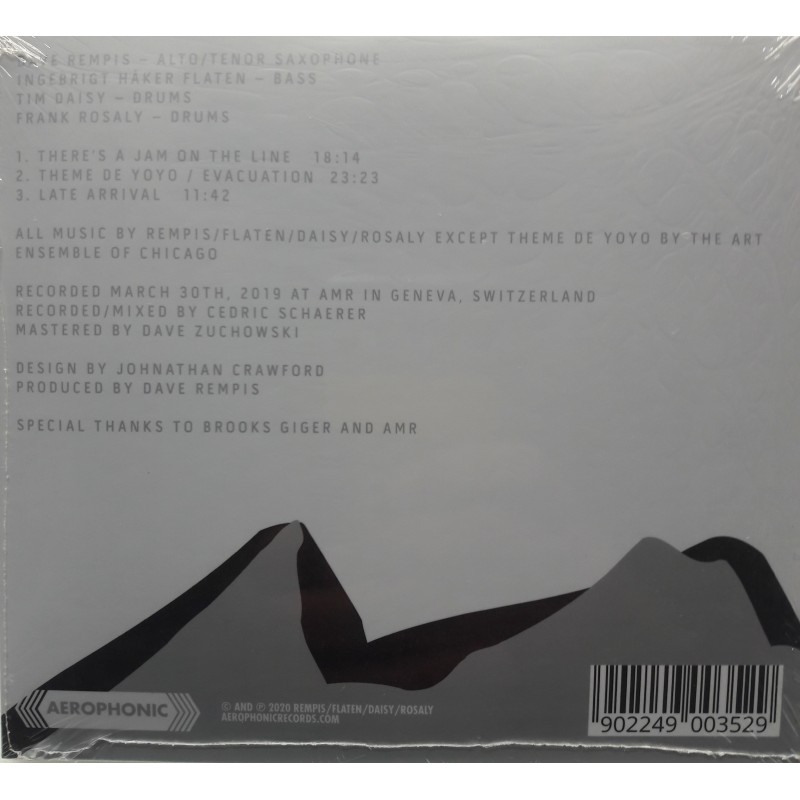 DAVE REMPIS – ALTO/TENOR SAXOPHONE
INGEBRIGT HÅKER FLATEN – BASS
TIM DAISY – DRUMS
FRANK ROSALY – DRUMS
1. THERE'S A JAM ON THE LINE 18:14
2. THEME DE YOYO / EVACUATION 23:23
3. LATE ARRIVAL 11:42
ALL MUSIC BY REMPIS/FLATEN/DAISY/ROSALY EXCEPT THEME DE YOYO BY THE ART
ENSEMBLE OF CHICAGO
RECORDED MARCH 30TH, 2019 AT AMR IN GENEVA, SWITZERLAND
RECORDED/MIXED BY CEDRIC SCHAERER
MASTERED BY DAVE ZUCHOWSKI
DESIGN BY JOHNATHAN CRAWFORD
PRODUCED BY DAVE REMPIS
SPECIAL THANKS TO BROOKS GIGER AND AMR
AEROPHONIC
© AND ℗ 2020 REMPIS/FLATEN/DAISY/ROSALY
AEROPHONICRECORDS.COM
902249 003529